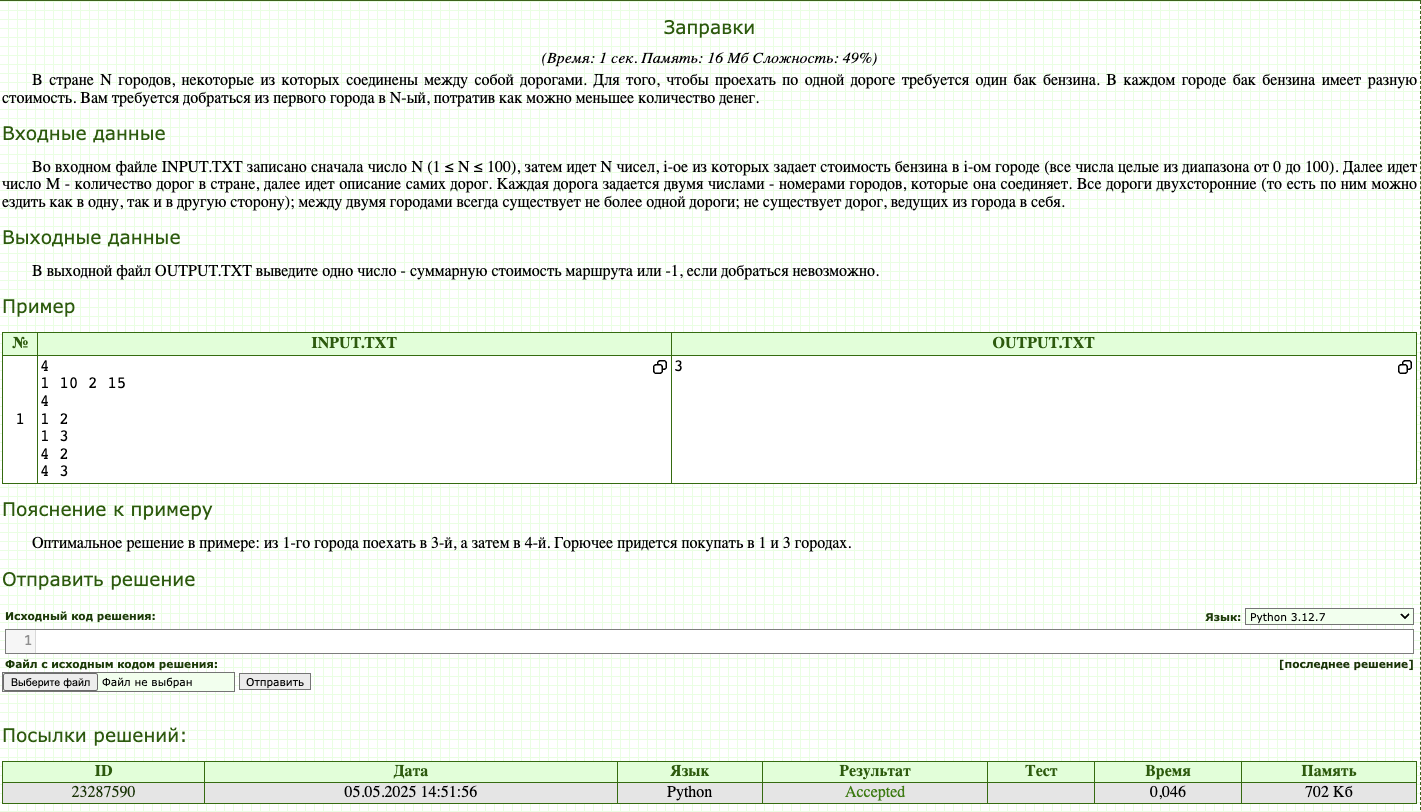 Заправки
(Время: 1 сек. Память: 16 Мб Сложность: 49%)
В стране N городов, некоторые из которых соединены между собой дорогами. Для того, чтобы проехать по одной дороге требуется один бак бензина. В каждом городе бак бензина имеет разную
стоимость. Вам требуется добраться из первого города в N-ый, потратив как можно меньшее количество денег.
Входные данные
Во входном файле INPUT.TXT записано сначала число N (1 ≤ N ≤ 100), затем идет N чисел, i-ое из которых задает стоимость бензина в i-ом городе (все числа целые из диапазона от 0 до 100). Далее идет
число M - количество дорог в стране, далее идет описание самих дорог. Каждая дорога задается двумя числами - номерами городов, которые она соединяет. Все дороги двухсторонние (то есть по ним можно
ездить как в одну, так и в другую сторону); между двумя городами всегда существует не более одной дороги; не существует дорог, ведущих из города в себя.
Выходные данные
В выходной файл OUTPUT.TXT выведите одно число - суммарную стоимость маршрута или -1, если добраться невозможно.
Пример
№ INPUT.TXT OUTPUT.TXT
4 3
1 10 2 15
4
1 1 2
1 3
4 2
4 3
Пояснение к примеру
Оптимальное решение в примере: из 1-го города поехать в 3-й, а затем в 4-й. Горючее придется покупать в 1 и 3 городах.
Отправить решение
Исходный код решения: Язык: Python 3.12.7
1
Файл с исходным кодом решения: [последнее решение]
Выберите файл Файл не выбран Отправить
Посылки решений:
ID Дата Язык Результат Тест Время Память
23287590 05.05.2025 14:51:56 Python Accepted 0,046 702 Кб